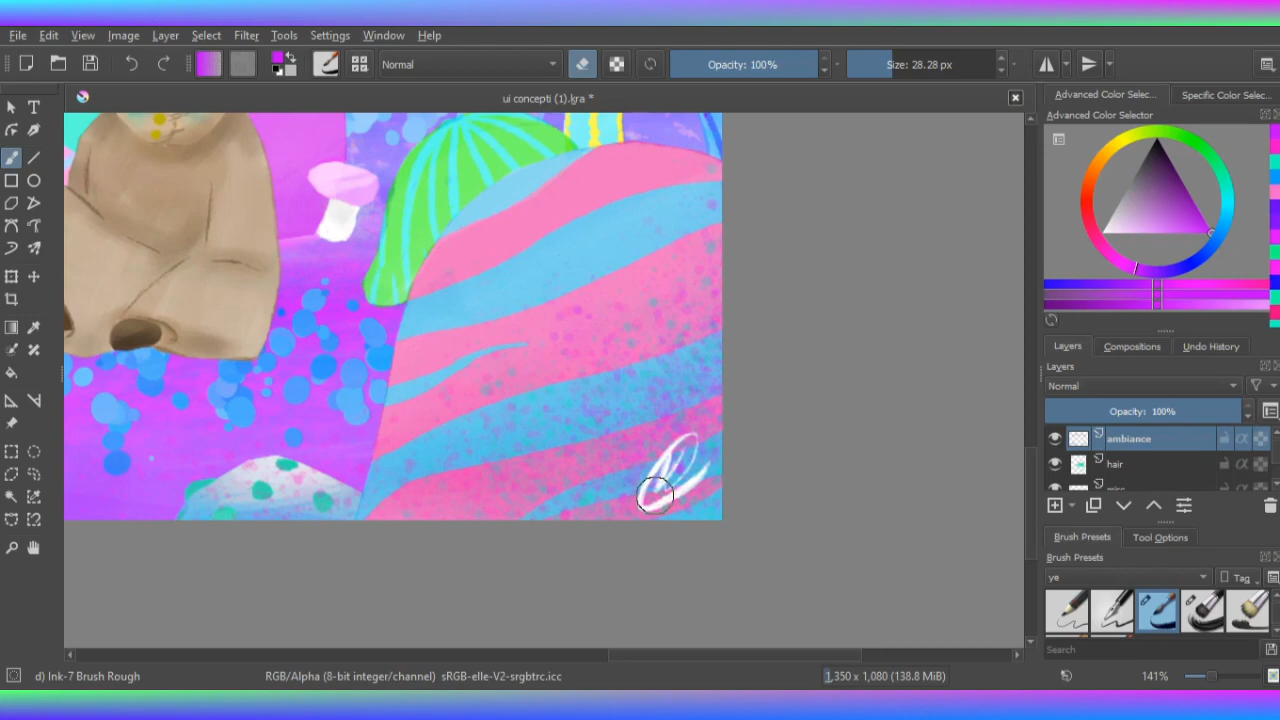 File Edit View Image Layer Select Filter Tools Settings Window Help
Normal Opacity: 100% Size: 28.28 px
ui concepti (1).kra *
Advanced Color Selec... Specific Color Selec...
Advanced Color Selector
Layers Compositions Undo History
Layers
Normal
Opacity: 100%
ambiance
hair
Brush Presets Tool Options
Brush Presets
ye Tag
Search
d) Ink-7 Brush Rough RGB/Alpha (8-bit integer/channel) sRGB-elle-V2-srgbtrc.icc 1,350 x 1,080 (138.8 MiB) 141%